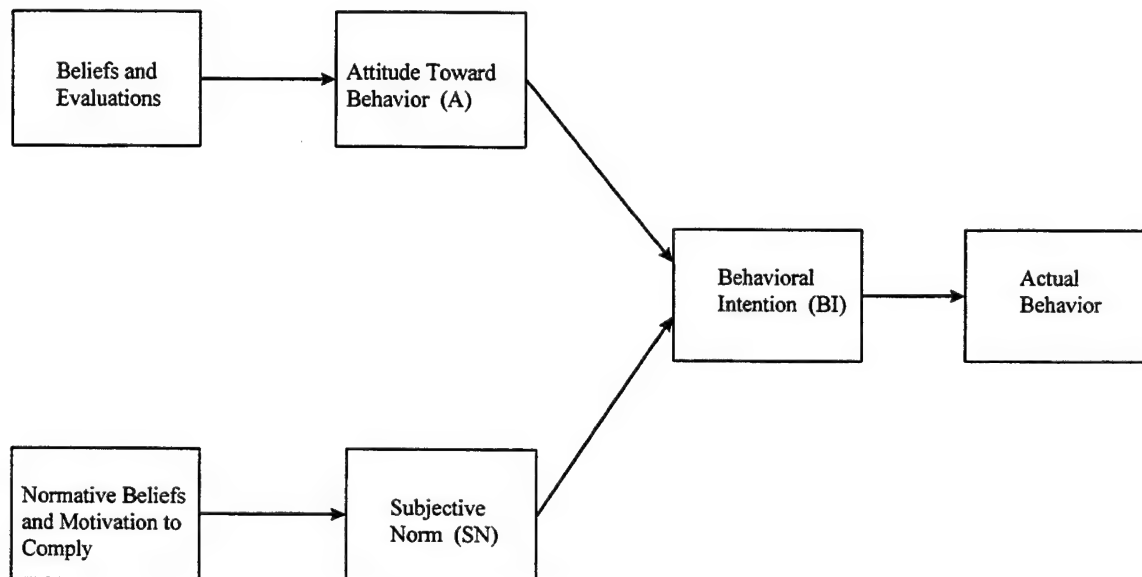 Beliefs and
Evaluations
Attitude Toward
Behavior (A)
Behavioral
Intention (BI)
Actual
Behavior
Normative Beliefs
and Motivation to
Comply
Subjective
Norm (SN)